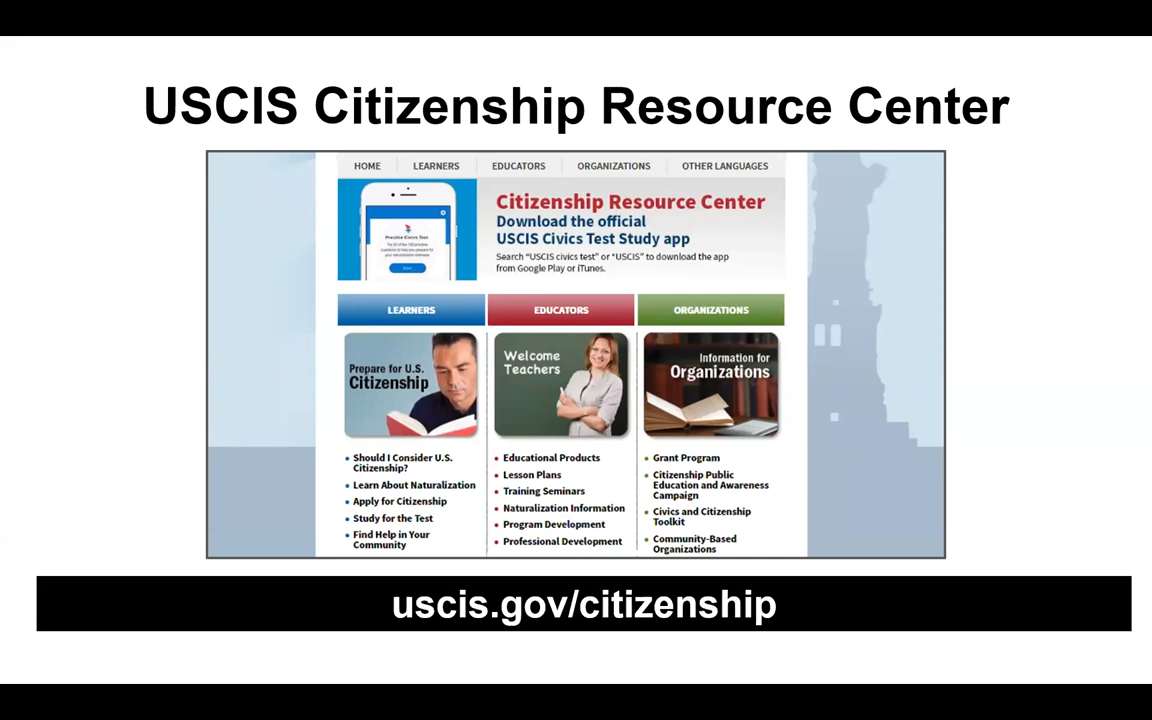 USCIS Citizenship Resource Center
HOME LEARNERS EDUCATORS ORGANIZATIONS OTHER LANGUAGES
Practice Civics Test
Start
Citizenship Resource Center
Download the official
USCIS Civics Test Study app
Search “USCIS civics test” or “USCIS” to download the app
from Google Play or iTunes.
LEARNERS
Prepare for U.S.
Citizenship
• Should I Consider U.S.
Citizenship?
• Learn About Naturalization
• Apply for Citizenship
• Study for the Test
• Find Help in Your
Community
EDUCATORS
Welcome
Teachers
• Educational Products
• Lesson Plans
• Training Seminars
• Naturalization Information
• Program Development
• Professional Development
ORGANIZATIONS
Information for
Organizations
• Grant Program
• Citizenship Public
Education and Awareness
Campaign
• Civics and Citizenship
Toolkit
• Community-Based
Organizations
uscis.gov/citizenship